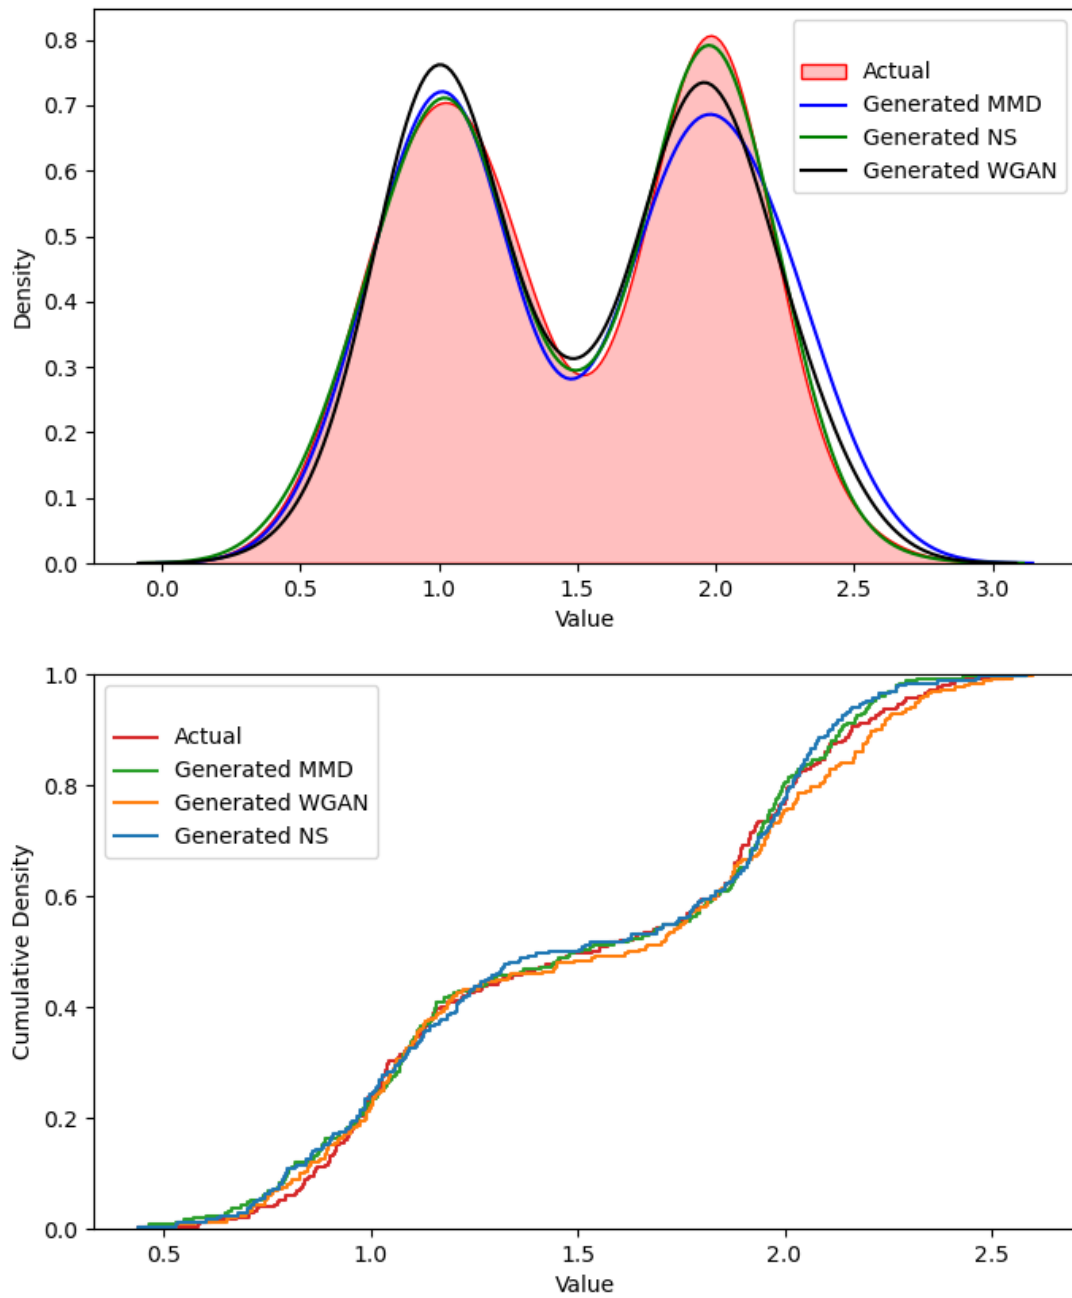 0.8
0.7
0.6
0.5
0.4
0.3
0.2
0.1
0.0
Density
Actual
Generated MMD
Generated NS
Generated WGAN
0.0 0.5 1.0 1.5 2.0 2.5 3.0
Value
1.0
0.8
0.6
0.4
0.2
0.0
Cumulative Density
Actual
Generated MMD
Generated WGAN
Generated NS
0.5 1.0 1.5 2.0 2.5
Value